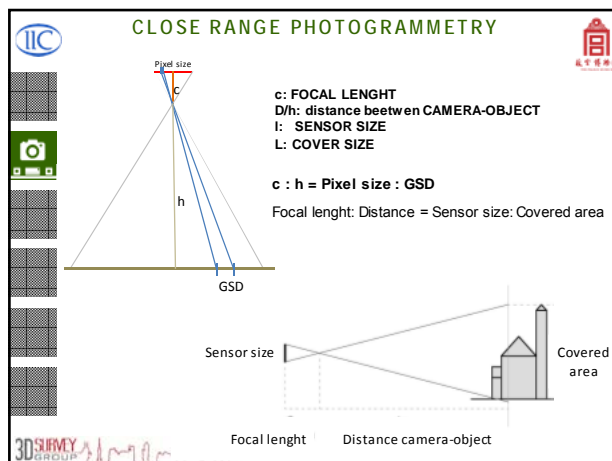 CLOSE RANGE PHOTOGRAMMETRY
IIC
Pixel size
c
h
GSD
c: FOCAL LENGHT
D/h: distance beetwen CAMERA-OBJECT
l: SENSOR SIZE
L: COVER SIZE
c : h = Pixel size : GSD
Focal lenght: Distance = Sensor size: Covered area
Sensor size
Covered
area
Focal lenght
Distance camera-object
3D SURVEY
GROUP